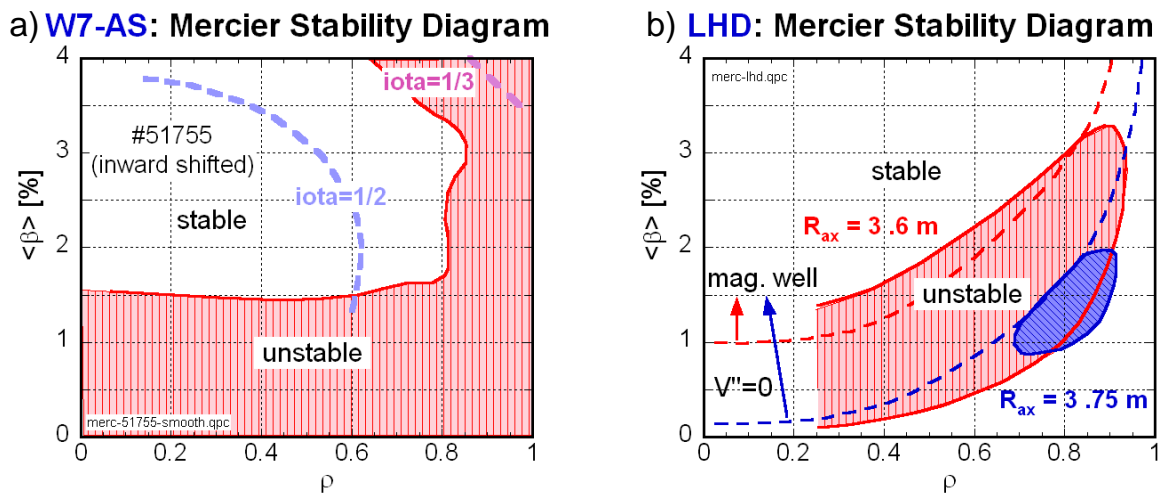 a) W7-AS: Mercier Stability Diagram
4
3
2
1
0
<β> [%]
iota=1/3
#51755
(inward shifted)
iota=1/2
stable
unstable
merc-51755-smooth.qpc
0
0.2
0.4
0.6
0.8
1
ρ
b) LHD: Mercier Stability Diagram
4
3
2
1
0
<β> [%]
merc-lhd.qpc
stable
R_ax = 3 .6 m
mag. well
unstable
V"=0
R_ax = 3 .75 m
0
0.2
0.4
0.6
0.8
1
ρ